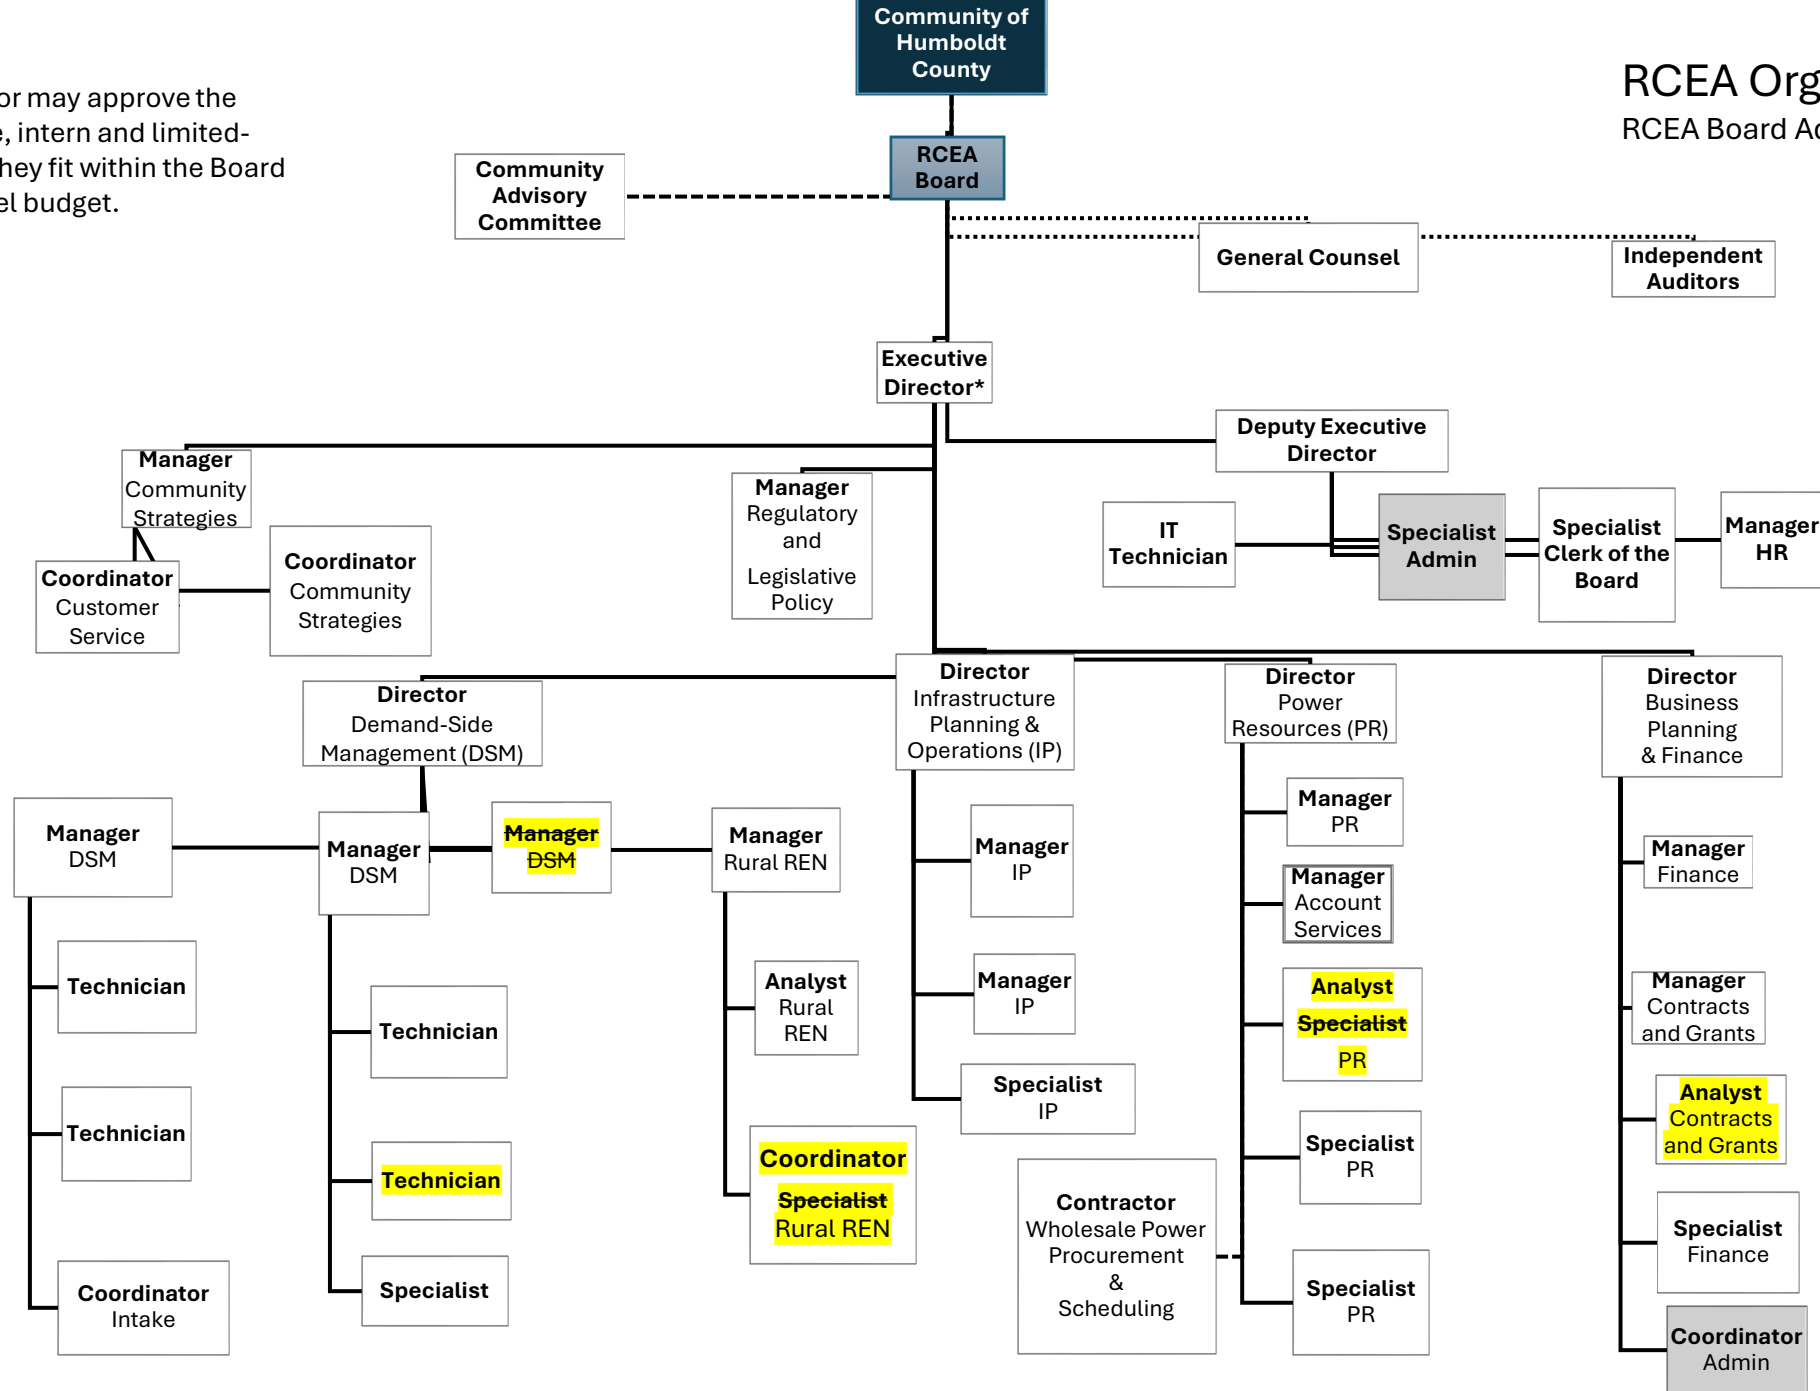 Community of
Humboldt
County
or may approve the
, intern and limited-
they fit within the Board
el budget.
RCEA Org
RCEA Board
RCEA
Board
Community
Advisory
Committee
General Counsel
Independent
Auditors
Executive
Director*
Deputy Executive
Director
Manager
Community
Strategies
Coordinator
Customer
Service
Coordinator
Community
Strategies
Manager
Regulatory
and
Legislative
Policy
IT
Technician
Specialist
Admin
Specialist
Clerk of the
Board
Manager
HR
Director
Demand-Side
Management (DSM)
Director
Infrastructure
Planning &
Operations (IP)
Director
Power
Resources (PR)
Director
Business
Planning
& Finance
Manager
DSM
Technician
Technician
Coordinator
Intake
Manager
DSM
Technician
Technician
Specialist
Manager
DSM
Manager
Rural REN
Analyst
Rural
REN
Coordinator
Specialist
Rural REN
Manager
IP
Manager
IP
Specialist
IP
Manager
PR
Manager
Account
Services
Analyst
Specialist
PR
Specialist
PR
Specialist
PR
Contractor
Wholesale Power
Procurement
&
Scheduling
Manager
Finance
Manager
Contracts
and Grants
Analyst
Contracts
and Grants
Specialist
Finance
Coordinator
Admin